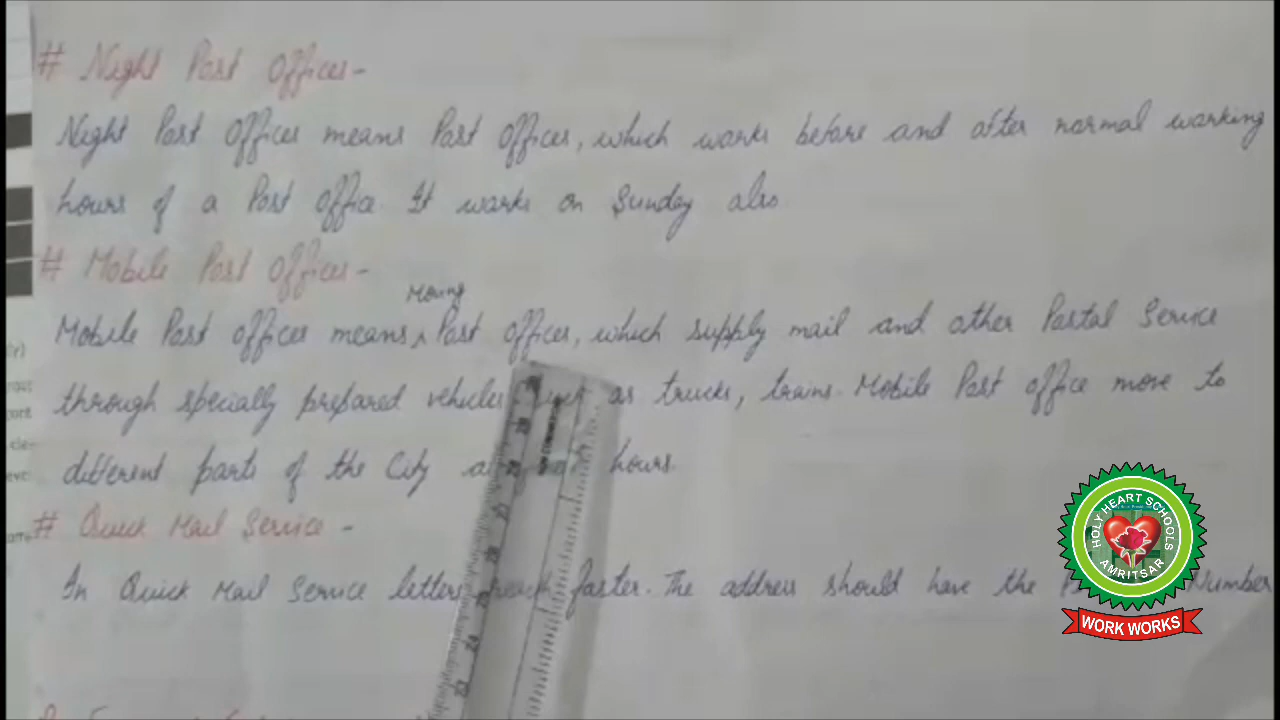 # Night Post Offices-
Night Post Offices means Post Offices, which works before and after normal working
hours of a Post Office. It works on Sunday also.
# Mobile Post Offices-
Moving
Mobile Post offices means ^ Post offices, which supply mail and other Postal Service
through specially prepared vehicles as trucks, trains. Mobile Post office move to
different parts of the City hours.
# Quick Mail Service -
In Quick Mail Service letters reach faster. The address should have the Number
HOLY HEART SCHOOLS
AMRITSAR
WORK WORKS